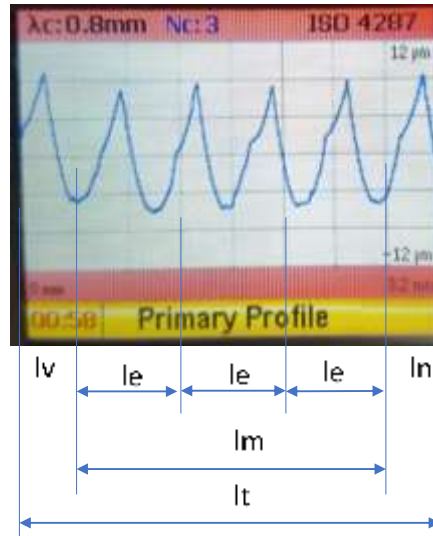 λc:0.8mm Nc:3 ISO 4287
12 µm
-12 µm
00:58 Primary Profile
lv le le le ln
lm
lt